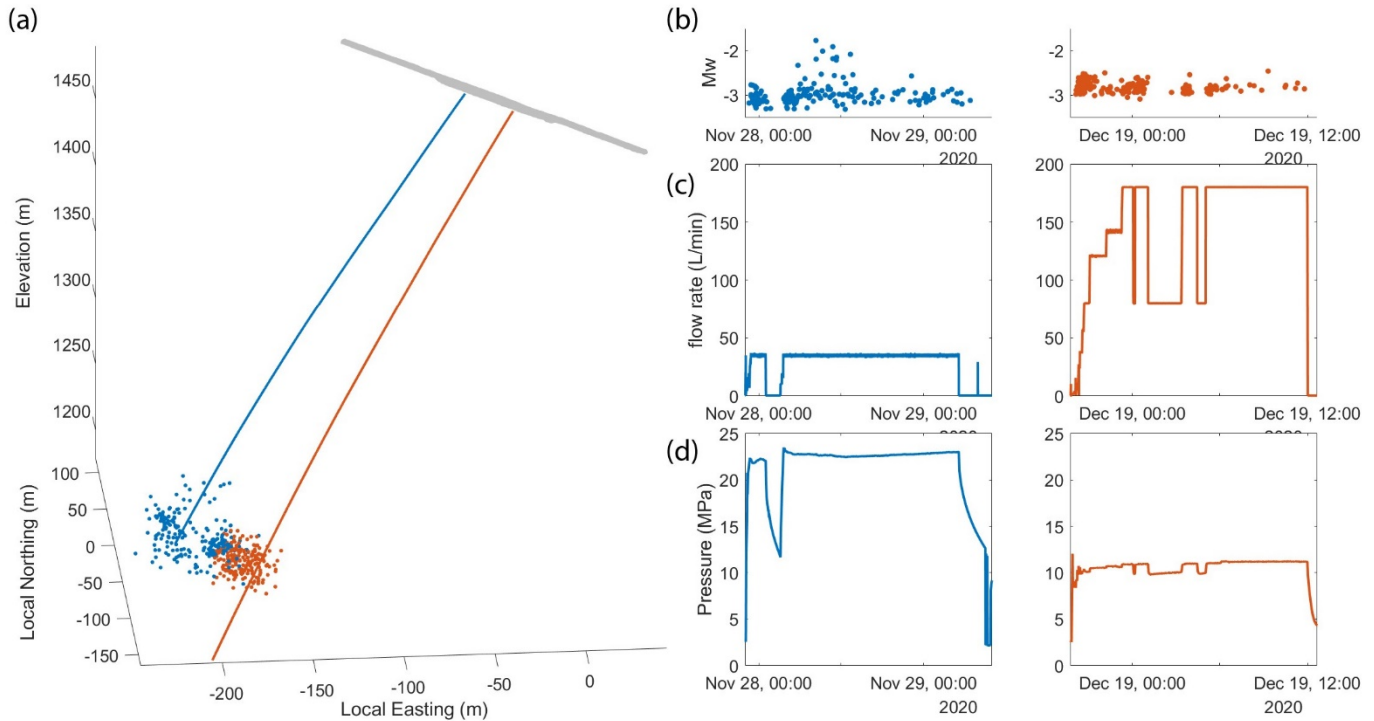 (a)
1450
1400
1350
1300
1250
1200
Elevation (m)
100
50
0
-50
-100
-150
Local Northing (m)
-200
-150
-100
-50
0
Local Easting (m)
(b)
-2
-3
Mw
Nov 28, 00:00
Nov 29, 00:00
2020
-2
-3
Dec 19, 00:00
Dec 19, 12:00
2020
(c)
200
150
100
50
0
flow rate (L/min)
Nov 28, 00:00
Nov 29, 00:00
2020
200
150
100
50
0
Dec 19, 00:00
Dec 19, 12:00
2020
(d)
25
20
15
10
5
0
Pressure (MPa)
Nov 28, 00:00
Nov 29, 00:00
2020
25
20
15
10
5
0
Dec 19, 00:00
Dec 19, 12:00
2020